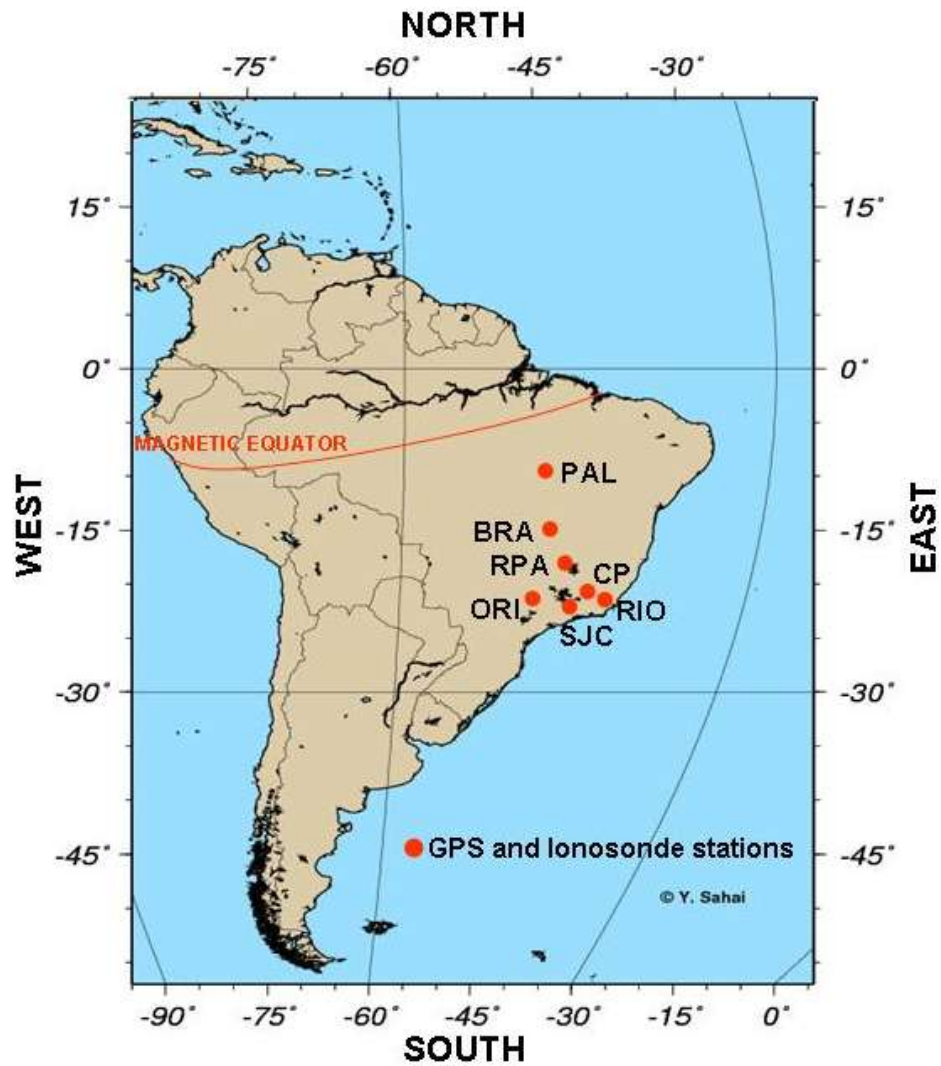 NORTH
-75° -60° -45° -30°
15° 15°
0° 0°
MAGNETIC EQUATOR
PAL
WEST
EAST
-15° BRA -15°
RPA
CP
ORI
RIO
SJC
-30° -30°
-45° GPS and Ionosonde stations -45°
© Y. Sahai
-90° -75° -60° -45° -30° -15° 0°
SOUTH